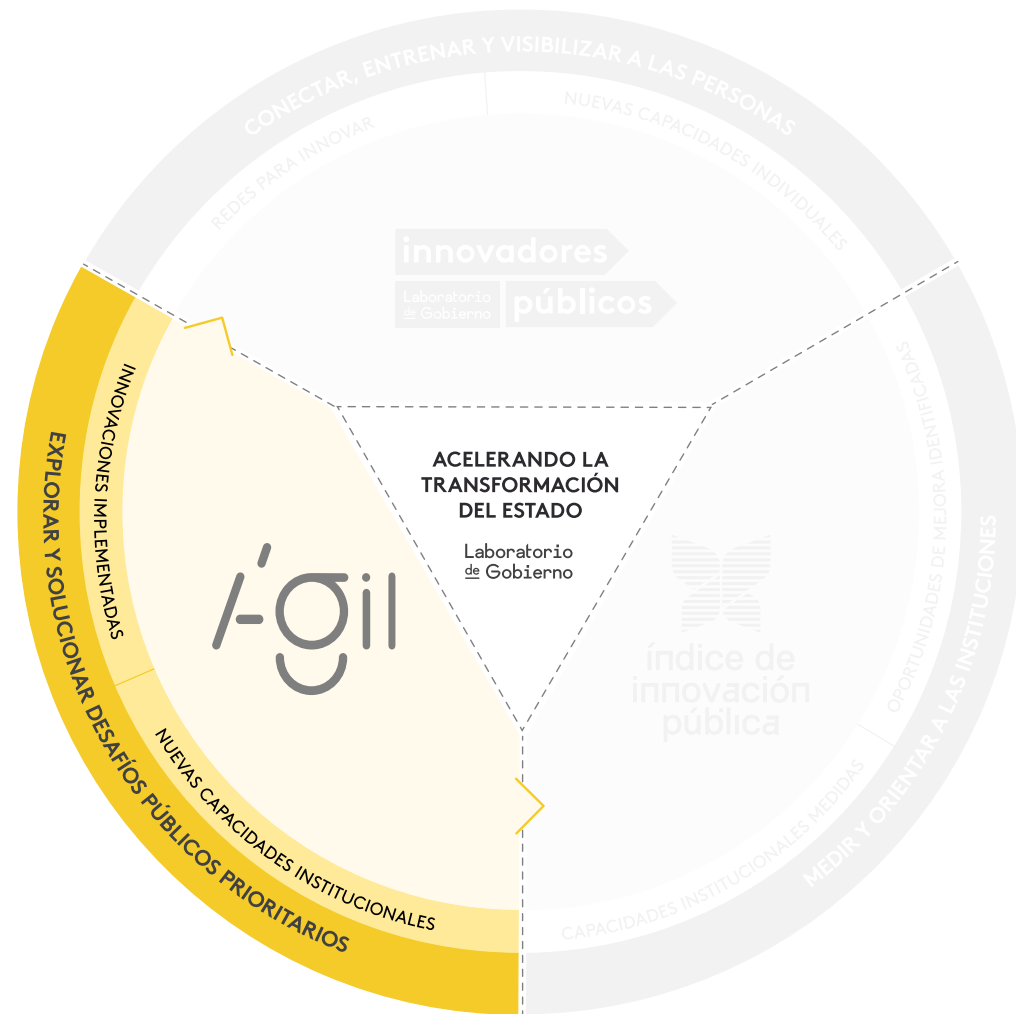 CONECTAR, ENTRENAR Y VISIBILIZAR A LAS PERSONAS
REDES PARA INNOVAR
NUEVAS CAPACIDADES INDIVIDUALES
innovadores
Laboratorio
de Gobierno
públicos
ACELERANDO LA
TRANSFORMACIÓN
DEL ESTADO
Laboratorio
de Gobierno
EXPLORAR Y SOLUCIONAR DESAFÍOS PÚBLICOS PRIORITARIOS
INNOVACIONES IMPLEMENTADAS
NUEVAS CAPACIDADES INSTITUCIONALES
Ágil
índice de
innovación
pública
OPORTUNIDADES DE MEJORA IDENTIFICADAS
CAPACIDADES INSTITUCIONALES MEDIDAS
MEDIR Y ORIENTAR A LAS INSTITUCIONES